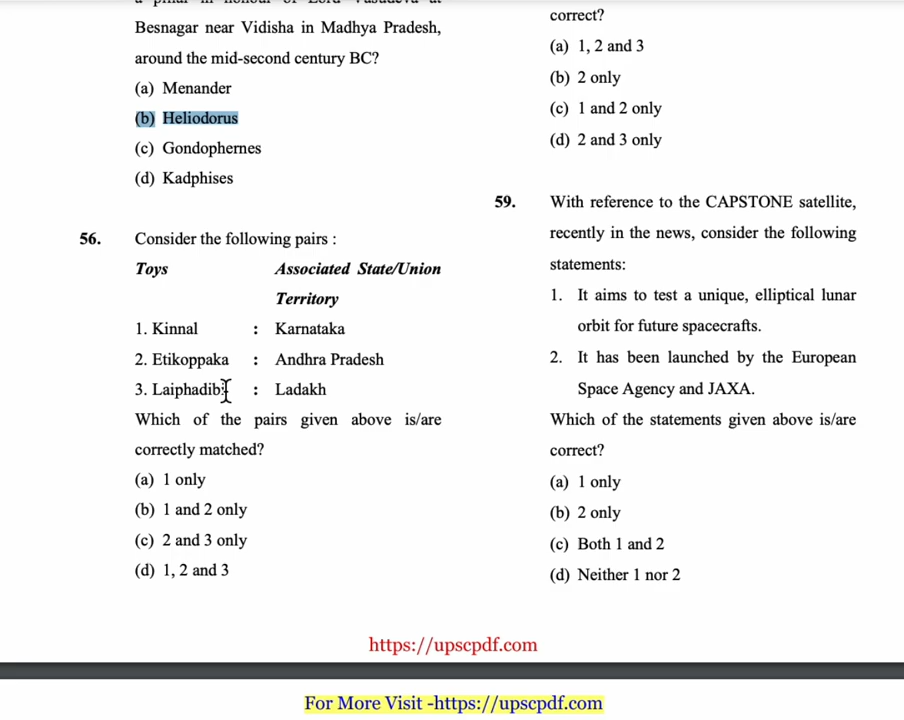 a pillar in honour of Lord Vasudeva at
Besnagar near Vidisha in Madhya Pradesh,
around the mid-second century BC?
(a) Menander
(b) Heliodorus
(c) Gondophernes
(d) Kadphises
56. Consider the following pairs :
Toys Associated State/Union
Territory
1. Kinnal : Karnataka
2. Etikoppaka : Andhra Pradesh
3. Laiphadibi : Ladakh
Which of the pairs given above is/are
correctly matched?
(a) 1 only
(b) 1 and 2 only
(c) 2 and 3 only
(d) 1, 2 and 3
correct?
(a) 1, 2 and 3
(b) 2 only
(c) 1 and 2 only
(d) 2 and 3 only
59. With reference to the CAPSTONE satellite,
recently in the news, consider the following
statements:
1. It aims to test a unique, elliptical lunar
orbit for future spacecrafts.
2. It has been launched by the European
Space Agency and JAXA.
Which of the statements given above is/are
correct?
(a) 1 only
(b) 2 only
(c) Both 1 and 2
(d) Neither 1 nor 2
https://upscpdf.com
For More Visit -https://upscpdf.com